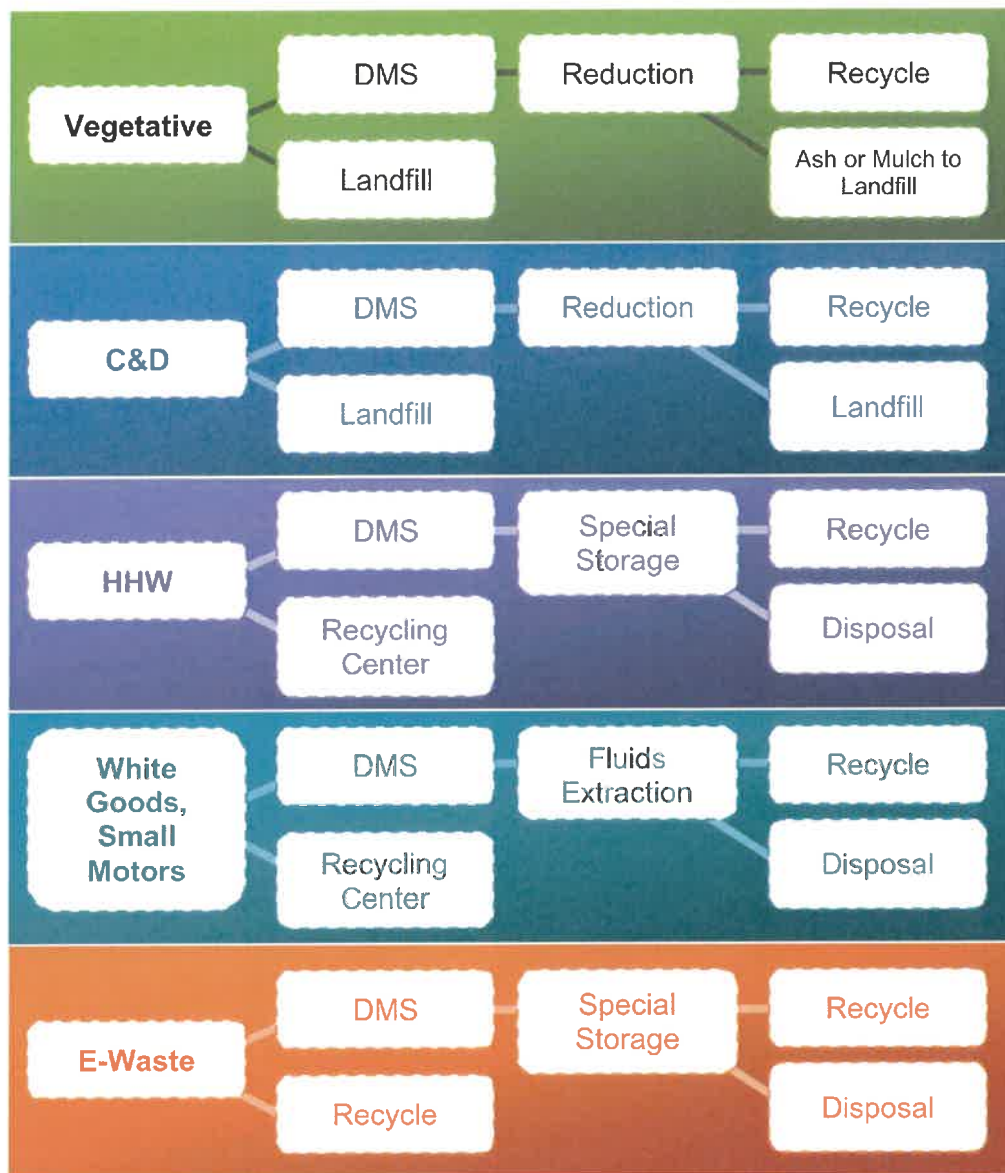 Vegetative
DMS
Reduction
Recycle
Landfill
Ash or Mulch to
Landfill
C&D
DMS
Reduction
Recycle
Landfill
Landfill
HHW
DMS
Special
Storage
Recycle
Recycling
Center
Disposal
White
Goods,
Small
Motors
DMS
Fluids
Extraction
Recycle
Recycling
Center
Disposal
E-Waste
DMS
Special
Storage
Recycle
Recycle
Disposal